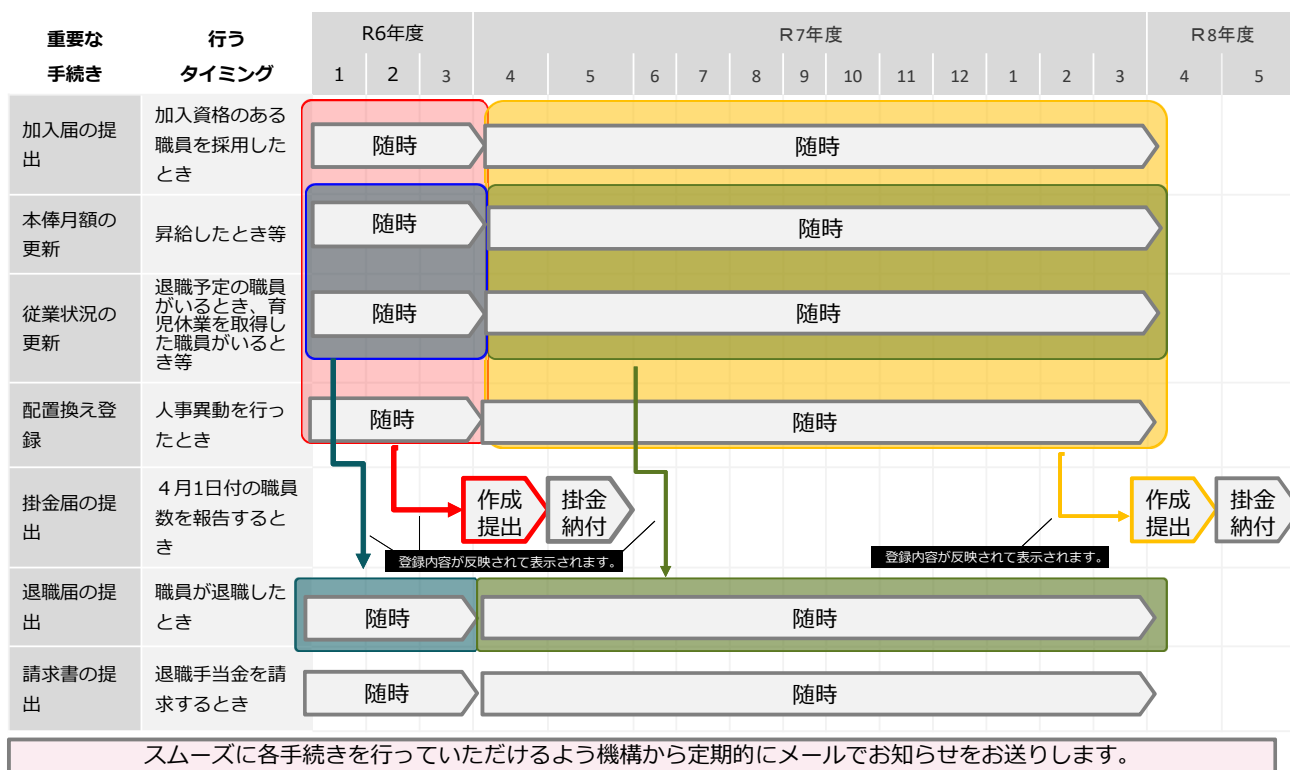 重要な
手続き
行う
タイミング
R6年度
R7年度
R8年度
1 2 3 4 5 6 7 8 9 10 11 12 1 2 3 4 5
加入届の提
出
加入資格のある
職員を採用した
とき
随時
随時
本俸月額の
更新
昇給したとき等
随時
随時
従業状況の
更新
退職予定の職員
がいるとき、育
児休業を取得し
た職員がいると
き等
随時
随時
配置換え登
録
人事異動を行っ
たとき
随時
随時
掛金届の提
出
４月1日付の職員
数を報告すると
き
作成
提出
掛金
納付
作成
提出
掛金
納付
登録内容が反映されて表示されます。
登録内容が反映されて表示されます。
退職届の提
出
職員が退職した
とき
随時
随時
請求書の提
出
退職手当金を請
求するとき
随時
随時
スムーズに各手続きを行っていただけるよう機構から定期的にメールでお知らせをお送りします。